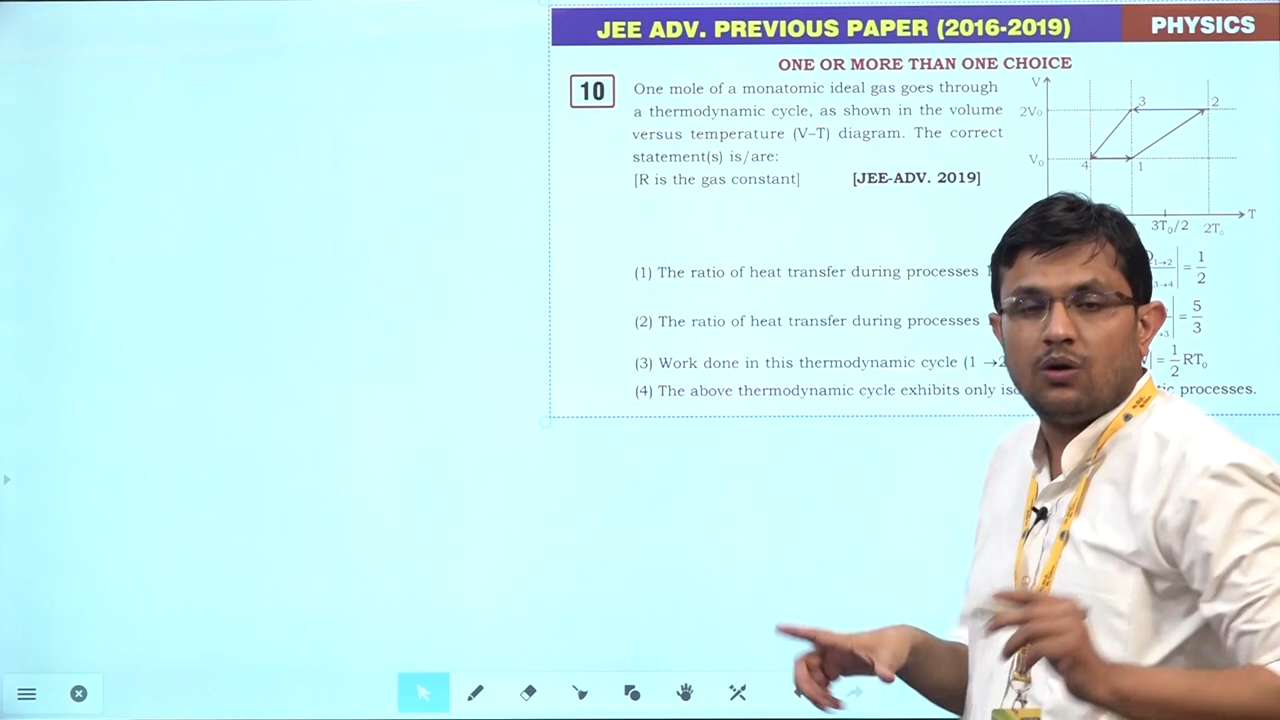 JEE ADV. PREVIOUS PAPER (2016-2019)
PHYSICS
ONE OR MORE THAN ONE CHOICE
10
One mole of a monatomic ideal gas goes through
a thermodynamic cycle, as shown in the volume
versus temperature (V–T) diagram. The correct
statement(s) is/are:
[R is the gas constant] [JEE-ADV. 2019]
V
2V₀
3
2
V₀
4
1
T
3T₀/2
2T₀
(1) The ratio of heat transfer during processes
1→2
3→4
= 1/2
(2) The ratio of heat transfer during processes
= 5/3
(3) Work done in this thermodynamic cycle (1 →2
= 1/2 RT₀
(4) The above thermodynamic cycle exhibits only
processes.